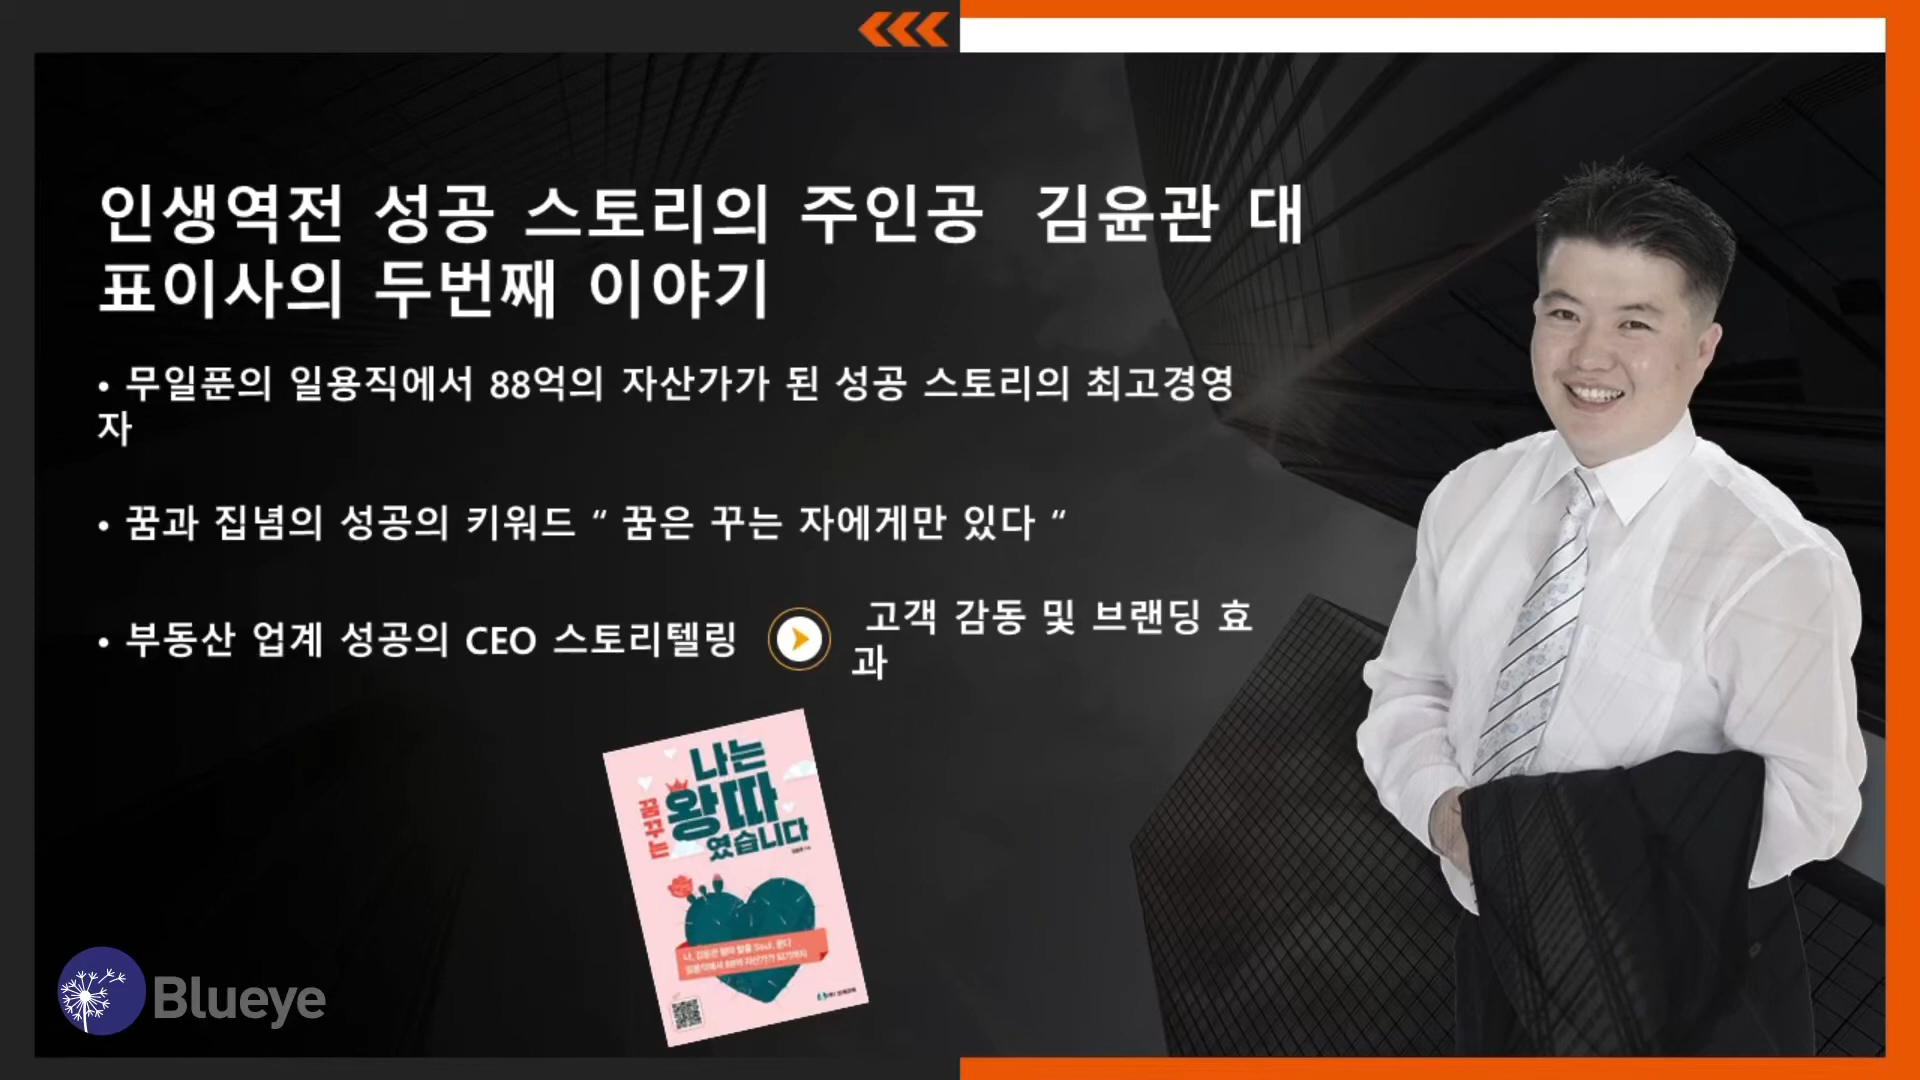 인생역전 성공 스토리의 주인공 김윤관 대
표이사의 두번째 이야기
• 무일푼의 일용직에서 88억의 자산가가 된 성공 스토리의 최고경영
자
• 꿈과 집념의 성공의 키워드 “ 꿈은 꾸는 자에게만 있다 “
• 부동산 업계 성공의 CEO 스토리텔링
고객 감동 및 브랜딩 효
과
나는
꿈꾸는
왕따
였습니다
Blueye